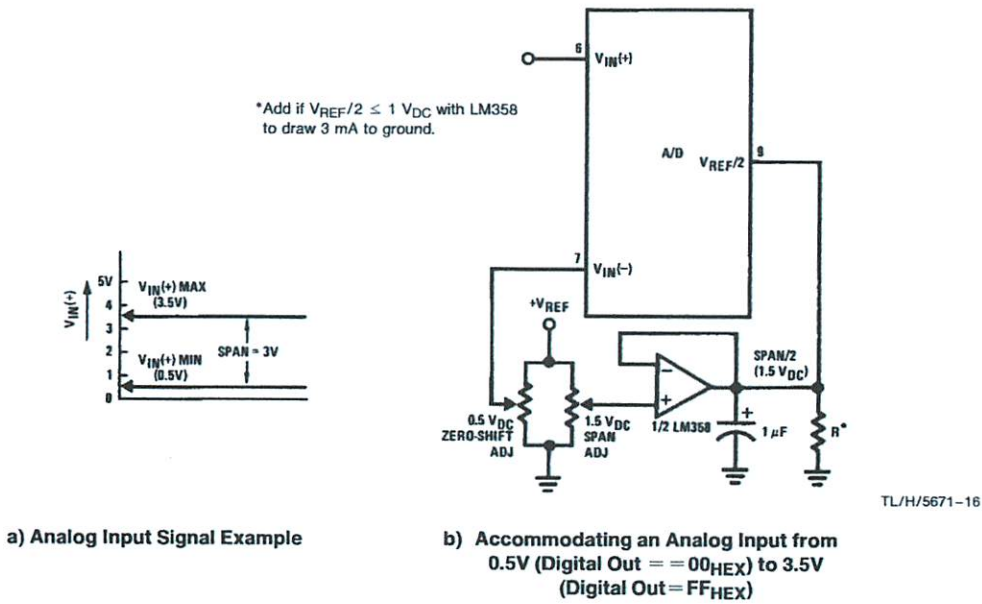 6
VIN(+)
*Add if VREF/2 ≤ 1 VDC with LM358
to draw 3 mA to ground.
A/D
VREF/2
9
7
VIN(−)
+VREF
VIN(+)
5V
4
3
2
1
0
VIN(+) MAX
(3.5V)
SPAN = 3V
VIN(+) MIN
(0.5V)
0.5 VDC
ZERO-SHIFT
ADJ
1.5 VDC
SPAN
ADJ
−
+
1/2 LM358
SPAN/2
(1.5 VDC)
+
1 µF
R*
TL/H/5671–16
a) Analog Input Signal Example
b) Accommodating an Analog Input from
0.5V (Digital Out = =00HEX) to 3.5V
(Digital Out=FFHEX)